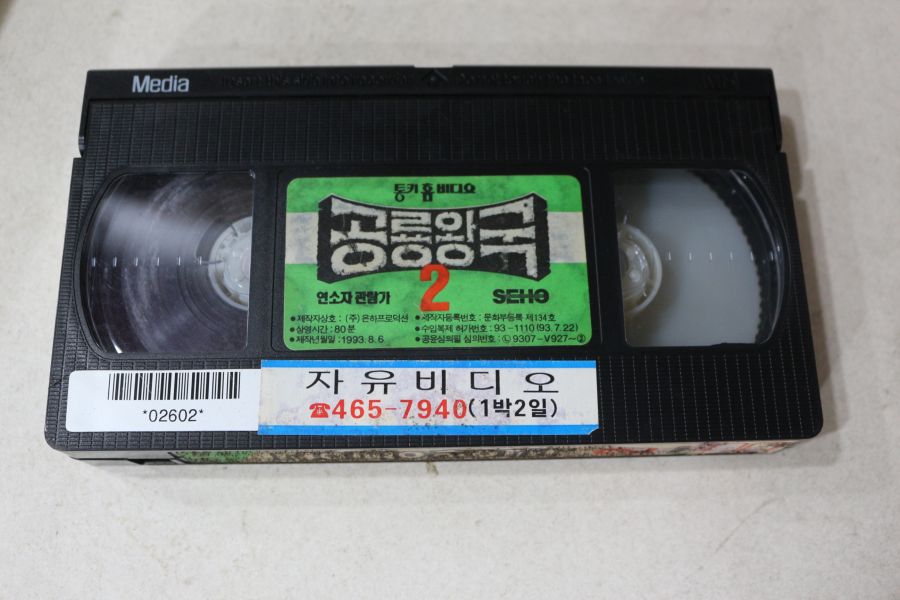 Media
퉁키 홈 비디오
공룡왕국
2
연소자 관람가
SEHO
● 제작자상호 : (주) 은하프로덕션 ● 제작자등록번호 : 문화부등록 제134호
● 상영시간 : 80분 ● 수입복제 허가번호 : 93-1110 (93.7.22)
● 제작년월일 : 1993. 8. 6 ● 공윤심의필 심의번호 : Ⓛ9307-V927~②
자유비디오
☎465-7940(1박2일)
*02602*